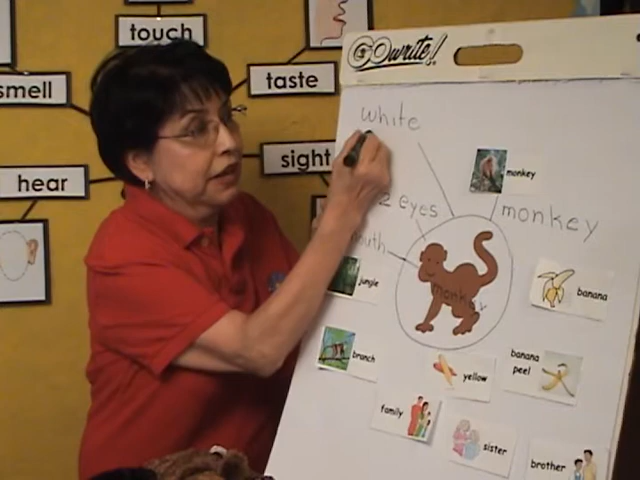 touch
smell
taste
hear
sight
GOwrite!
white
monkey
2 eyes
monkey
monkey
jungle
banana
branch
yellow
banana
peel
family
sister
brother